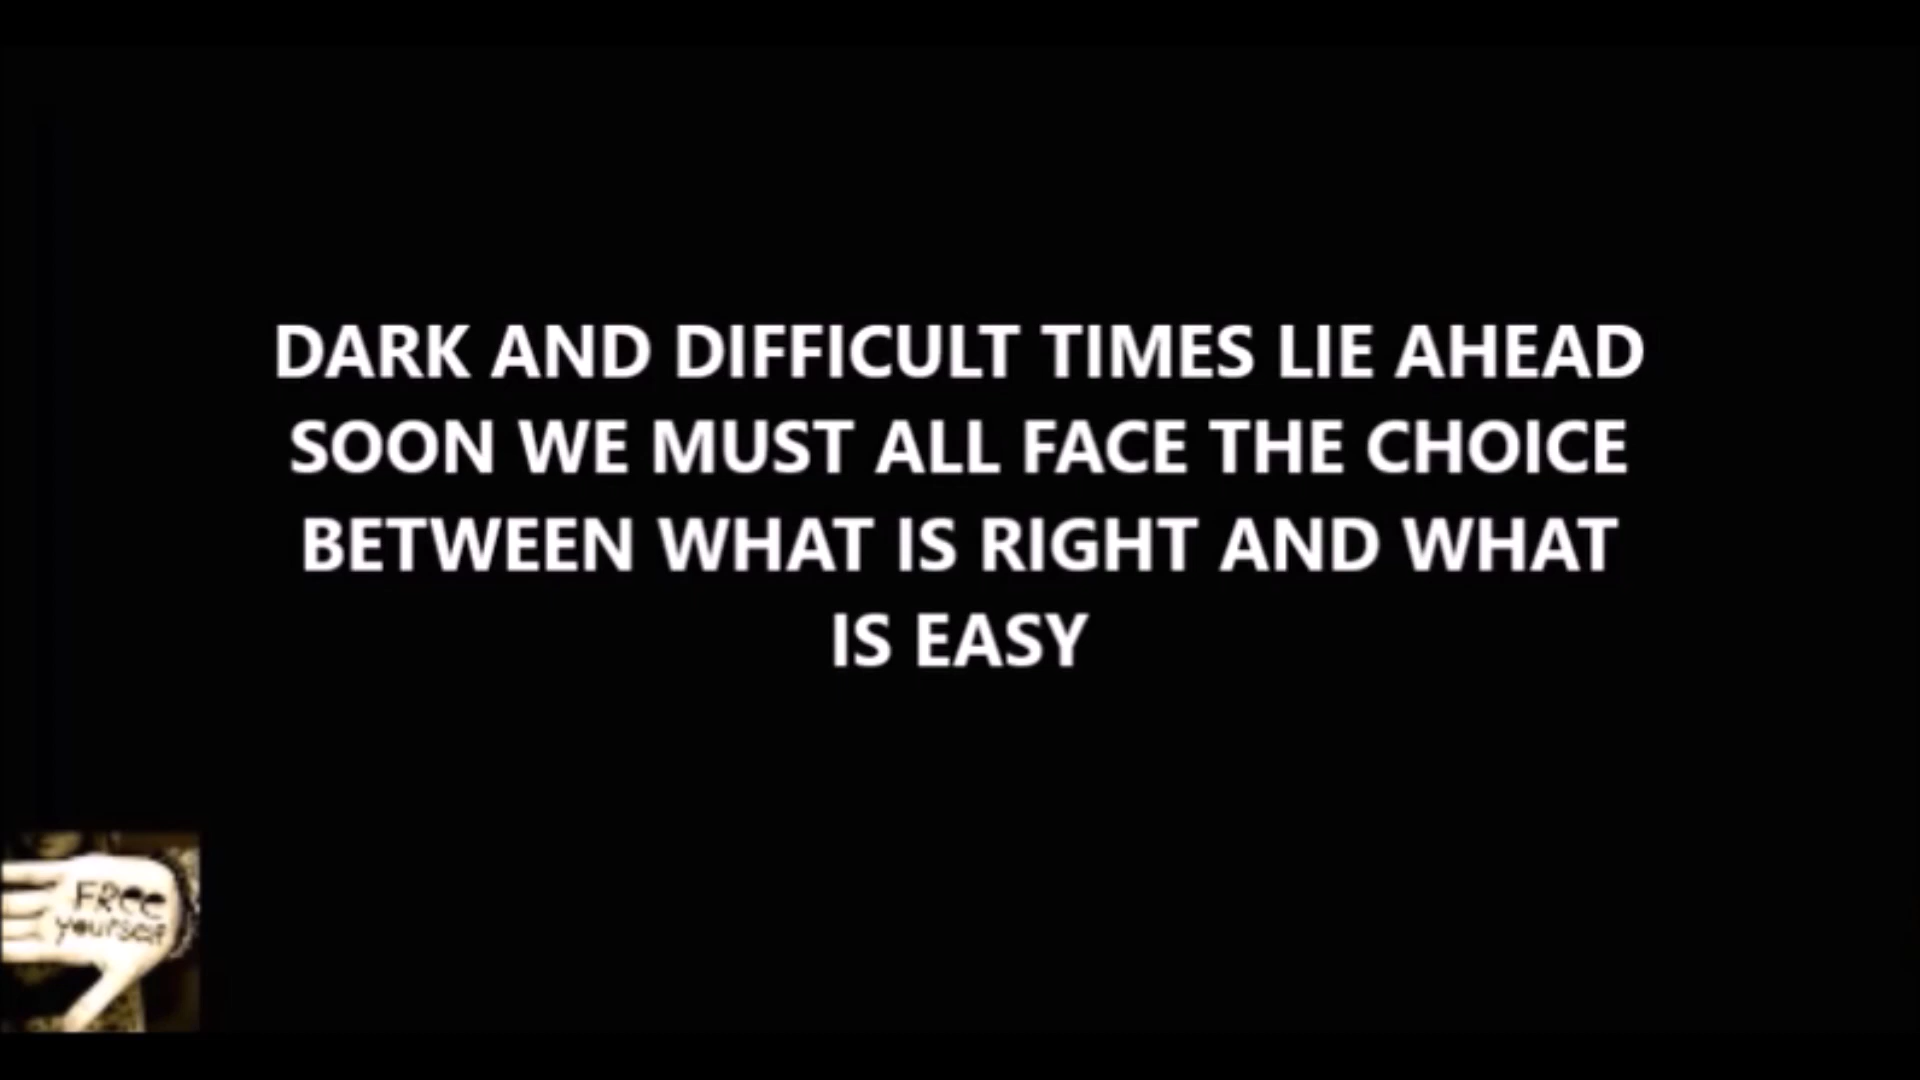 DARK AND DIFFICULT TIMES LIE AHEAD
SOON WE MUST ALL FACE THE CHOICE
BETWEEN WHAT IS RIGHT AND WHAT
IS EASY
FREE
yourself